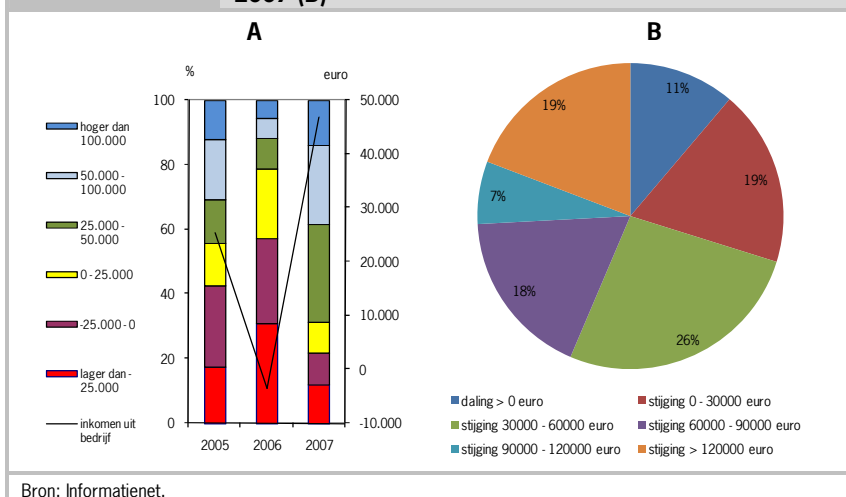 2007 (B)
A
B
%
euro
100
80
60
40
20
0
50.000
40.000
30.000
20.000
10.000
0
-10.000
2005
2006
2007
hoger dan
100.000
50.000 -
100.000
25.000 -
50.000
0 - 25.000
-25.000 - 0
lager dan -
25.000
inkomen uit
bedrijf
11%
19%
26%
18%
7%
19%
daling > 0 euro
stijging 0 - 30000 euro
stijging 30000 - 60000 euro
stijging 60000 - 90000 euro
stijging 90000 - 120000 euro
stijging > 120000 euro
Bron: Informatienet.